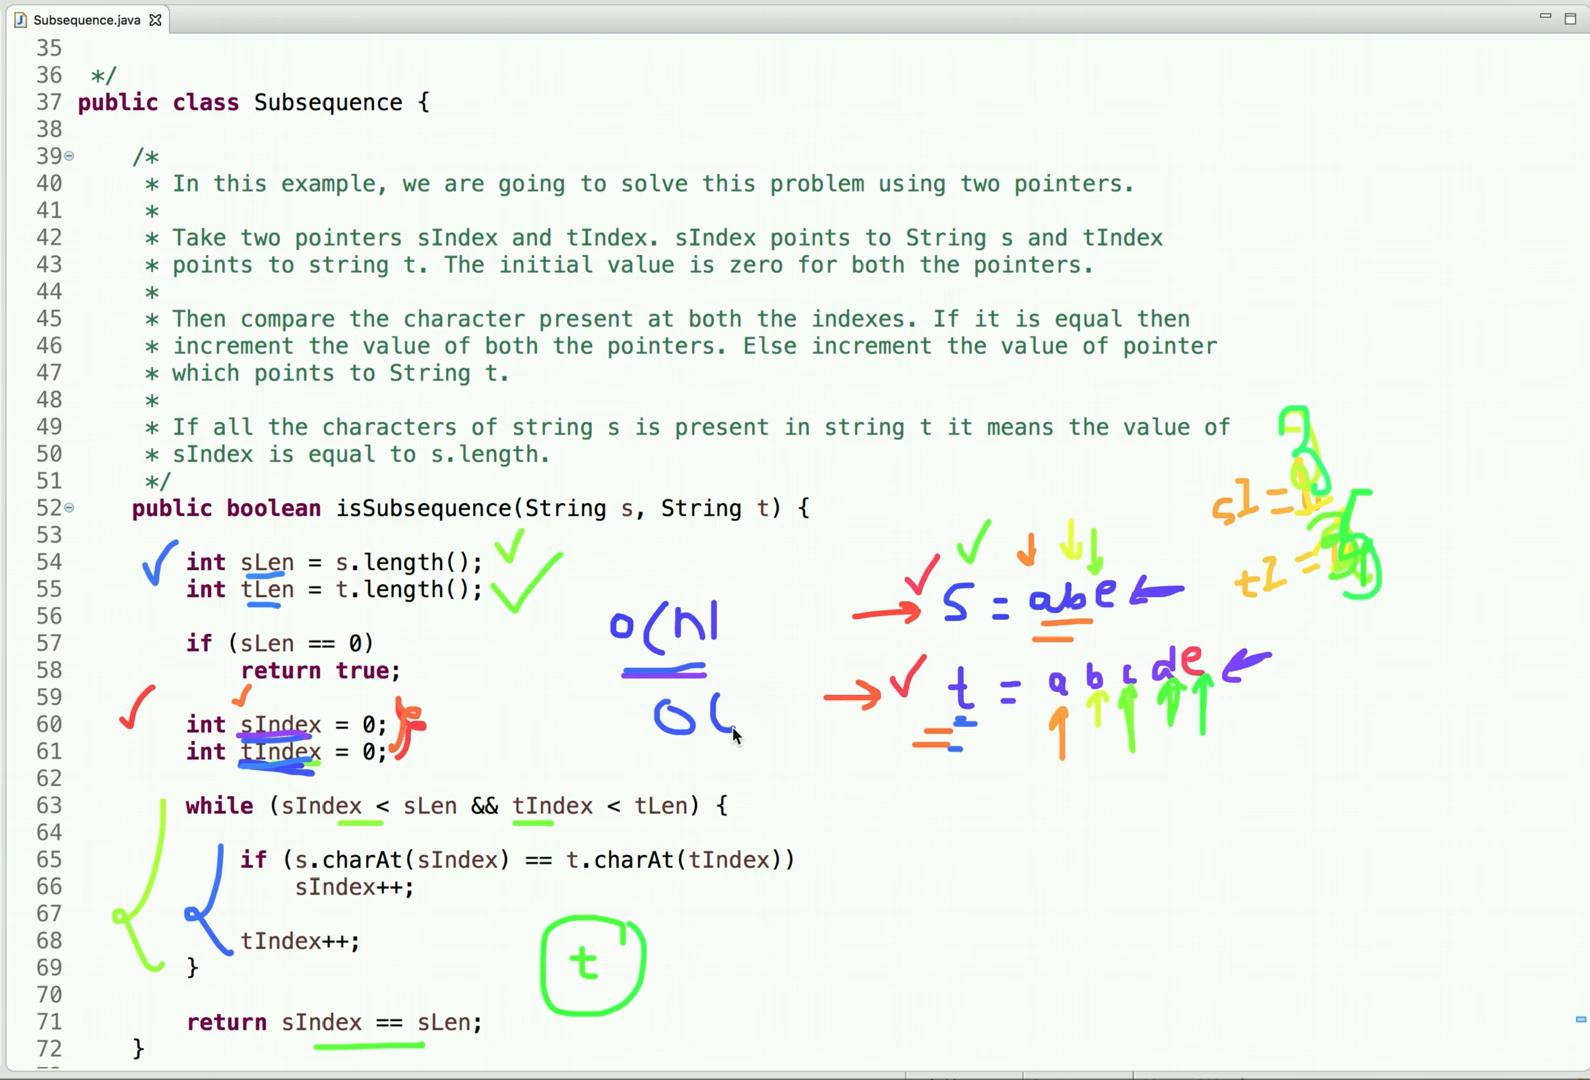 Subsequence.java
35
36 */
37 public class Subsequence {
38
39 /*
40 * In this example, we are going to solve this problem using two pointers.
41 *
42 * Take two pointers sIndex and tIndex. sIndex points to String s and tIndex
43 * points to string t. The initial value is zero for both the pointers.
44 *
45 * Then compare the character present at both the indexes. If it is equal then
46 * increment the value of both the pointers. Else increment the value of pointer
47 * which points to String t.
48 *
49 * If all the characters of string s is present in string t it means the value of
50 * sIndex is equal to s.length.
51 */
52 public boolean isSubsequence(String s, String t) {
53
54 int sLen = s.length();
55 int tLen = t.length();
56
57 if (sLen == 0)
58 return true;
59
60 int sIndex = 0;
61 int tIndex = 0;
62
63 while (sIndex < sLen && tIndex < tLen) {
64
65 if (s.charAt(sIndex) == t.charAt(tIndex))
66 sIndex++;
67
68 tIndex++;
69 }
70
71 return sIndex == sLen;
72 }
sI =
tI =
S = abe
t = a b c d e
O(n)
O(
t